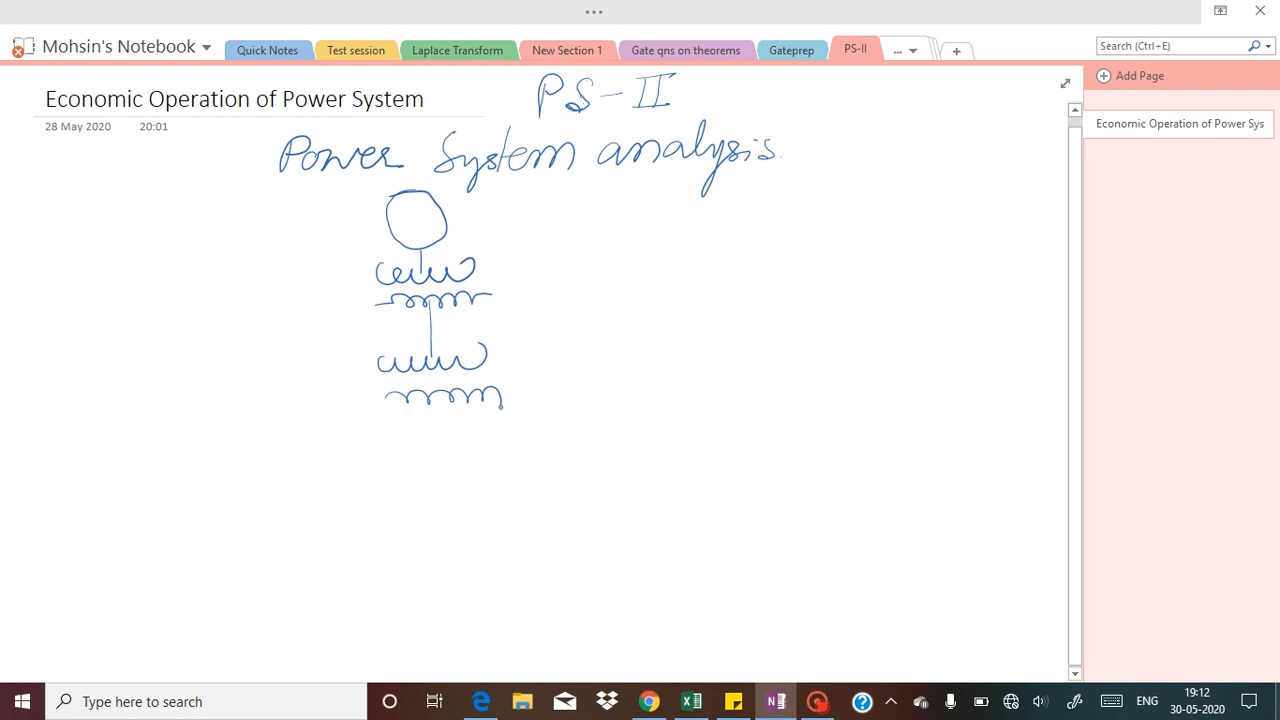 Mohsin's Notebook
Quick Notes
Test session
Laplace Transform
New Section 1
Gate qns on theorems
Gateprep
PS-II
...
Search (Ctrl+E)
Add Page
Economic Operation of Power Sys
Economic Operation of Power System
28 May 2020 20:01
PS-II
Power System analysis.
Type here to search
ENG
19:12
30-05-2020